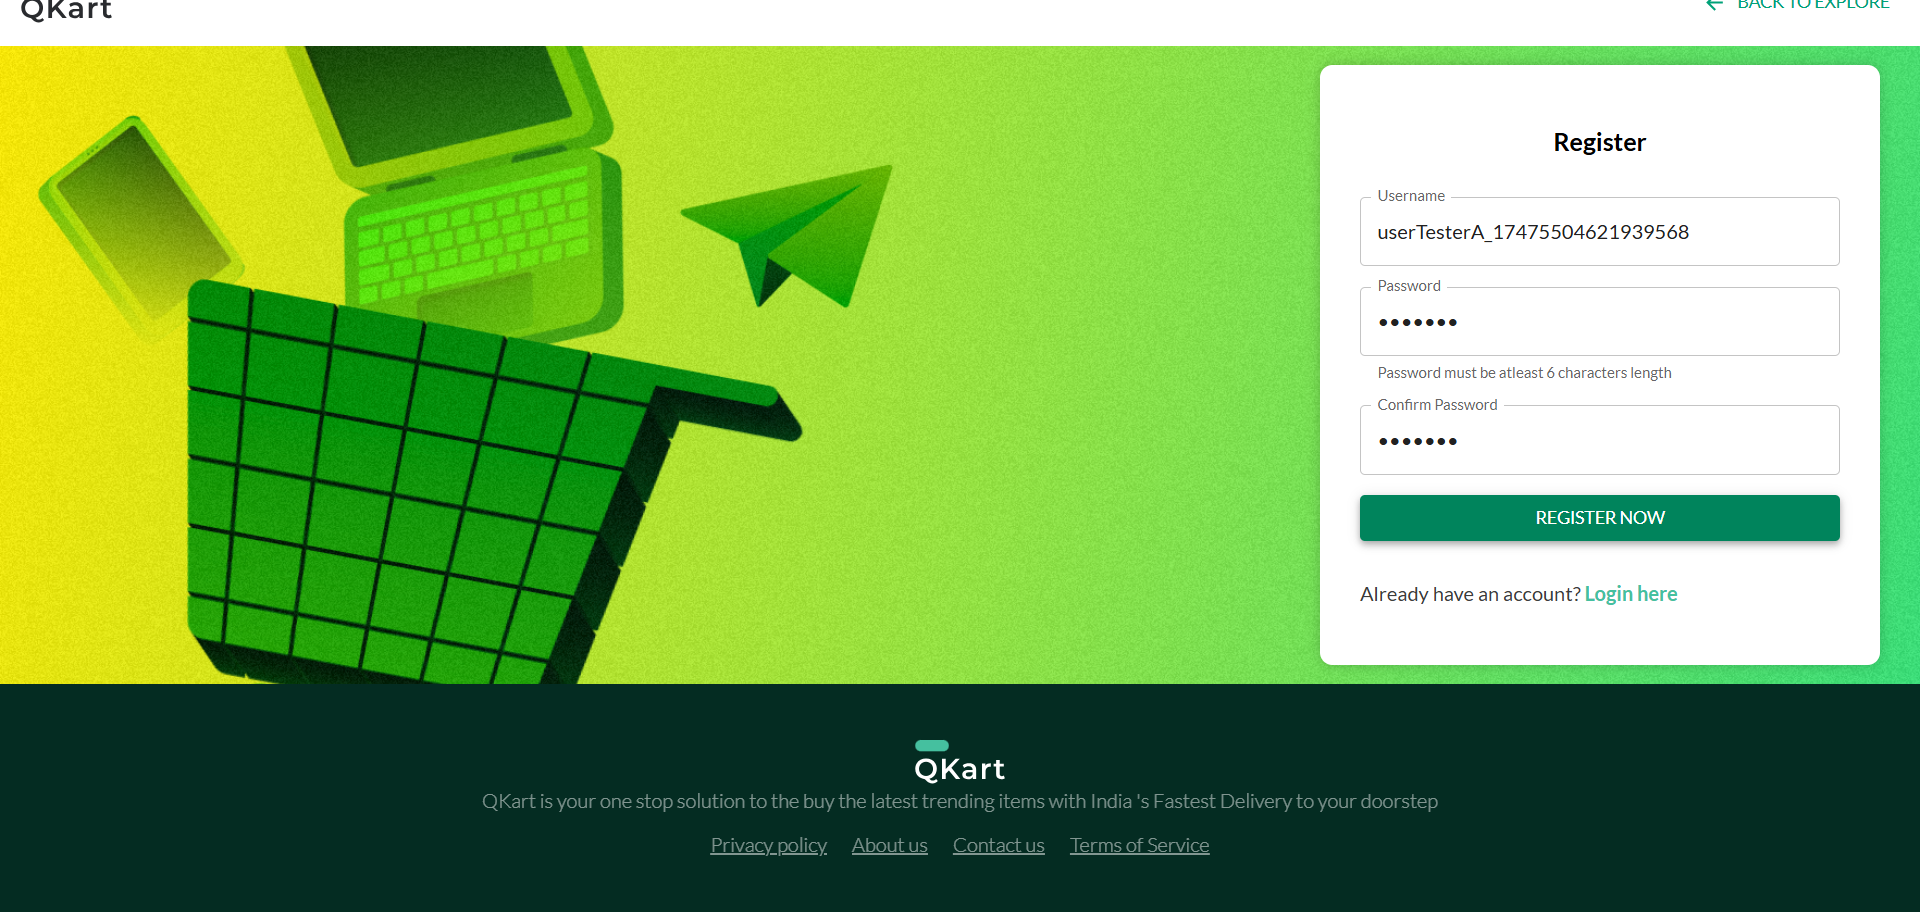 QKart
BACK TO EXPLORE
Register
Username
userTesterA_17475504621939568
Password
•••••••
Password must be atleast 6 characters length
Confirm Password
•••••••
REGISTER NOW
Already have an account? Login here
QKart
QKart is your one stop solution to the buy the latest trending items with India 's Fastest Delivery to your doorstep
Privacy policy About us Contact us Terms of Service